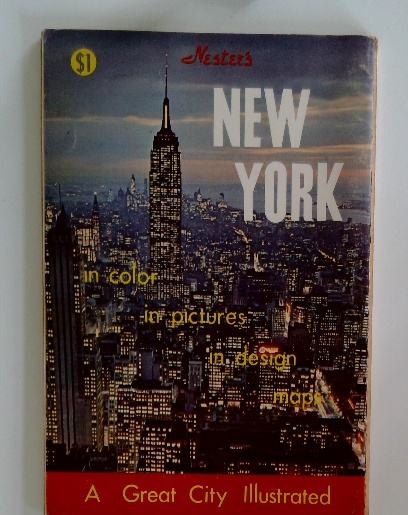 $1
Nester's
NEW
YORK
in color
in pictures
in design
maps
A Great City Illustrated